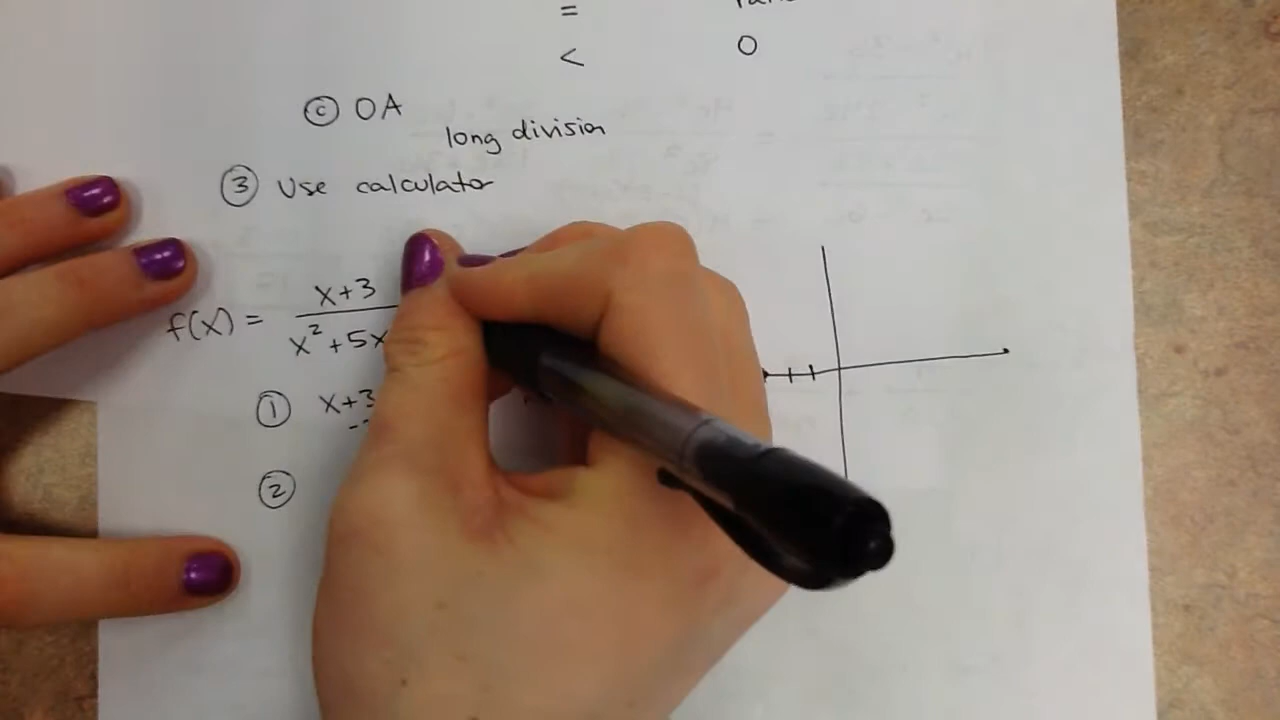 =
< 0
Ⓒ OA
long division
③ Use calculator
x+3
f(x) =
x²+5x
① x+3
②